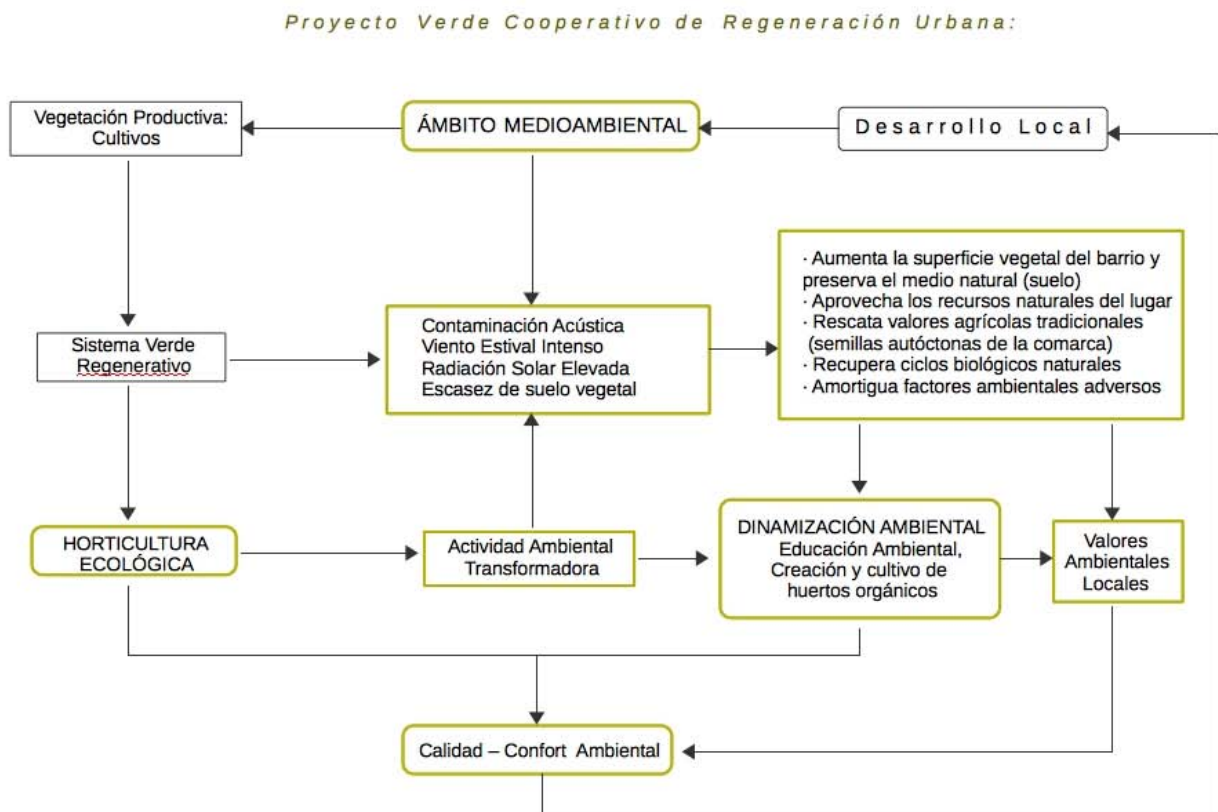 Proyecto Verde Cooperativo de Regeneración Urbana:
Vegetación Productiva:
Cultivos
ÁMBITO MEDIOAMBIENTAL
Desarrollo Local
· Aumenta la superficie vegetal del barrio y
preserva el medio natural (suelo)
· Aprovecha los recursos naturales del lugar
· Rescata valores agrícolas tradicionales
(semillas autóctonas de la comarca)
· Recupera ciclos biológicos naturales
· Amortigua factores ambientales adversos
Sistema Verde
Regenerativo
Contaminación Acústica
Viento Estival Intenso
Radiación Solar Elevada
Escasez de suelo vegetal
HORTICULTURA
ECOLÓGICA
Actividad Ambiental
Transformadora
DINAMIZACIÓN AMBIENTAL
Educación Ambiental,
Creación y cultivo de
huertos orgánicos
Valores
Ambientales
Locales
Calidad – Confort Ambiental